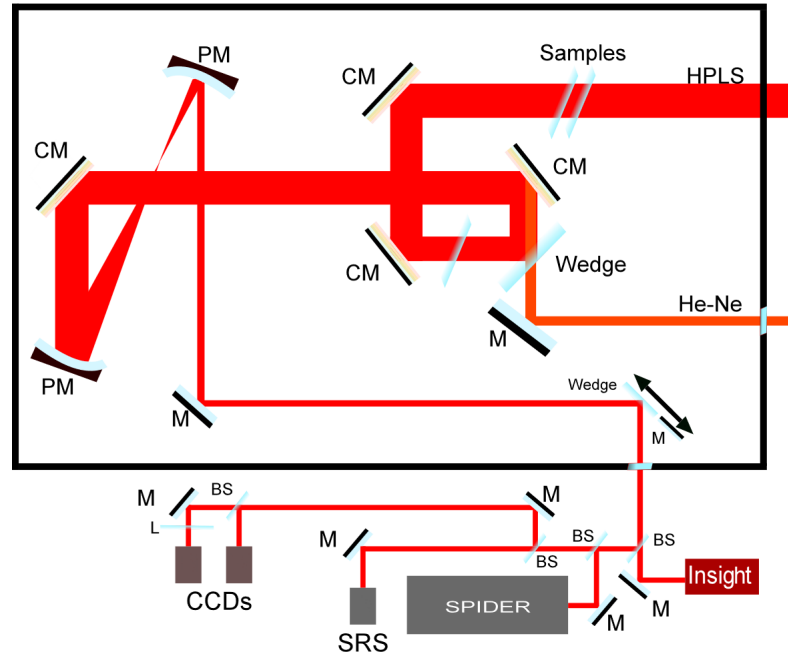 PM
Samples
CM
HPLS
CM
CM
CM
Wedge
He-Ne
M
PM
Wedge
M
M
M
BS
M
L
M
BS
BS
BS
Insight
M
M
CCDs
SPIDER
SRS